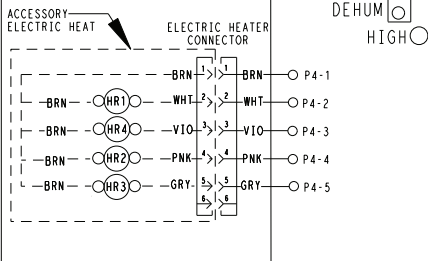 ACCESSORY
ELECTRIC HEAT
ELECTRIC HEATER
CONNECTOR
DEHUM
HIGH
BRN 1 1 BRN P4-1
BRN HR1 WHT 2 2 WHT P4-2
BRN HR4 VIO 3 3 VIO P4-3
BRN HR2 PNK 4 4 PNK P4-4
BRN HR3 GRY 5 5 GRY P4-5
6 6